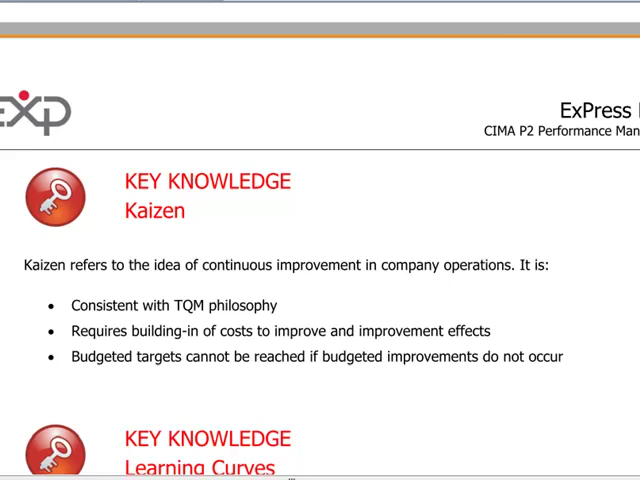 exp
ExPress
CIMA P2 Performance
KEY KNOWLEDGE
Kaizen
Kaizen refers to the idea of continuous improvement in company operations. It is:
• Consistent with TQM philosophy
• Requires building-in of costs to improve and improvement effects
• Budgeted targets cannot be reached if budgeted improvements do not occur
KEY KNOWLEDGE
Learning Curves